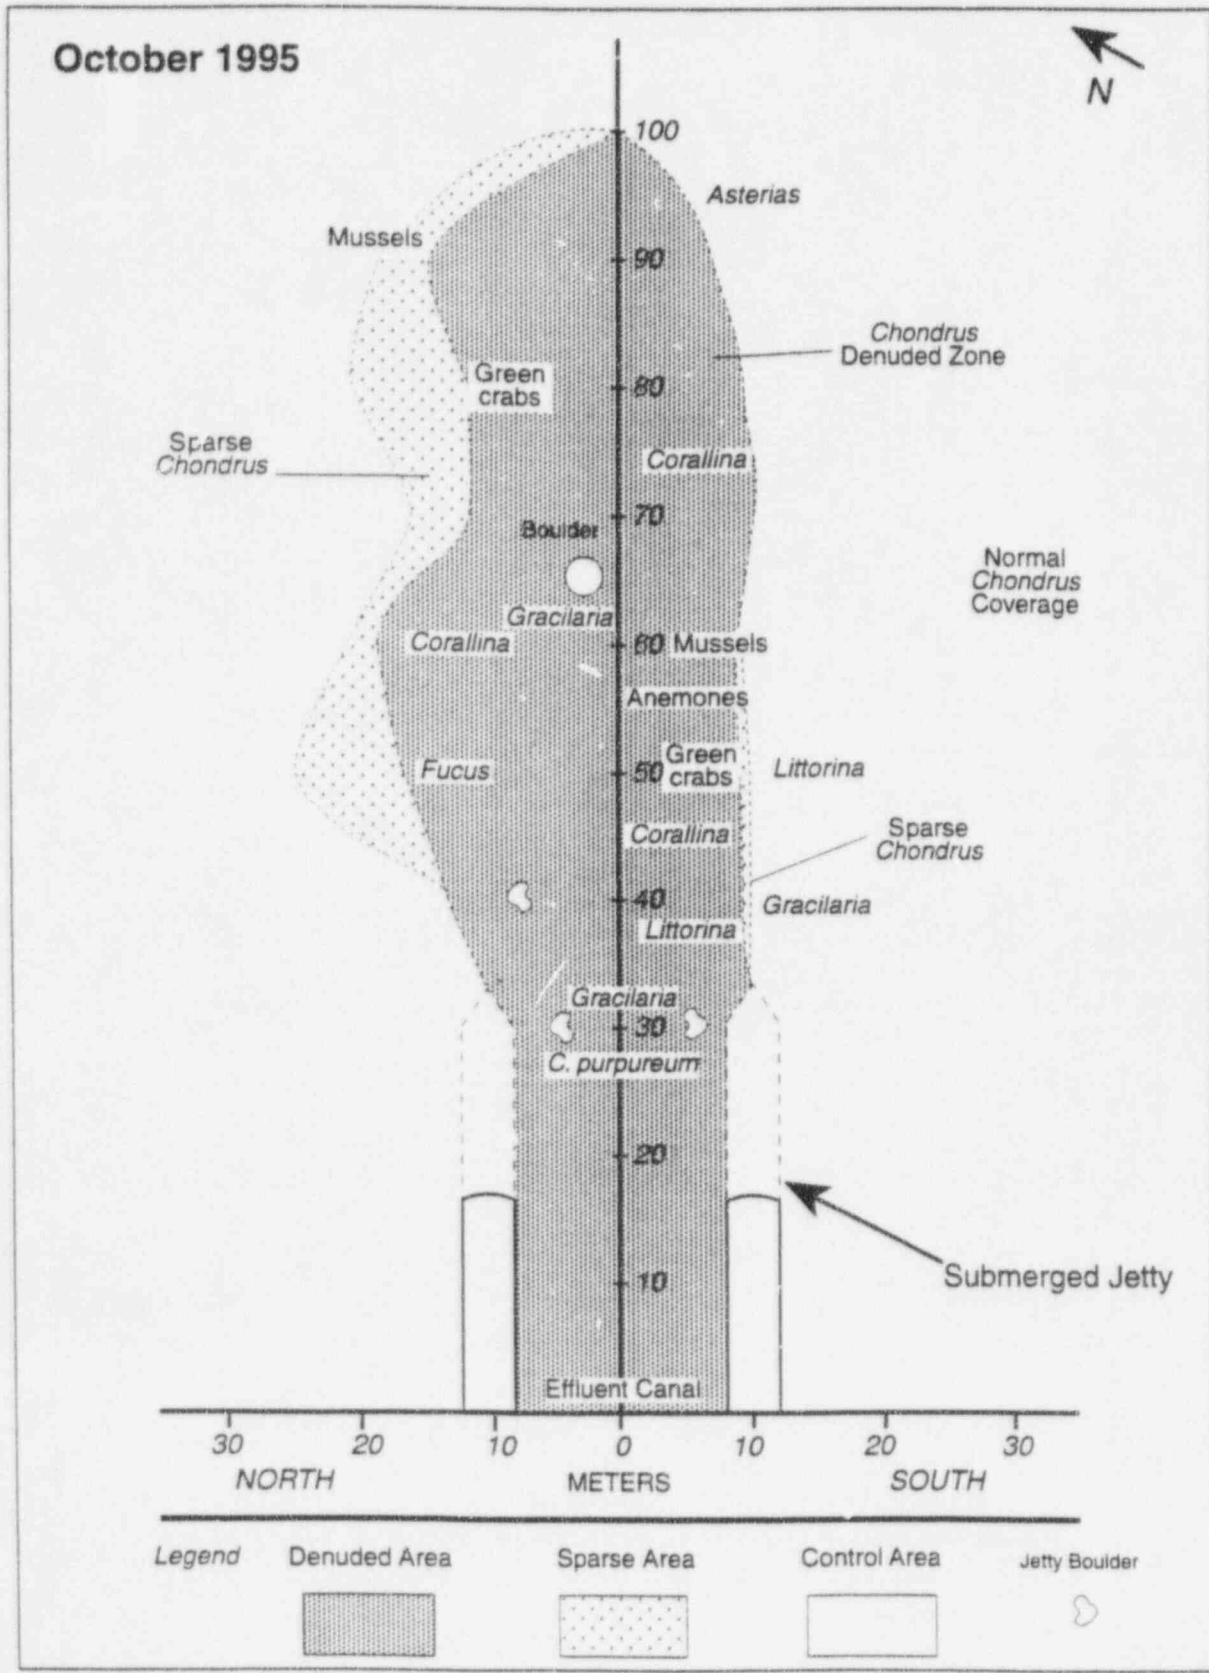 October 1995
N
100
Asterias
Mussels
90
Chondrus
Denuded Zone
Green
crabs
80
Sparse
Chondrus
Corallina
70
Boulder
Normal
Chondrus
Coverage
Gracilaria
Corallina
60
Mussels
Anemones
Fucus
50
Green
crabs
Littorina
Corallina
Sparse
Chondrus
40
Gracilaria
Littorina
Gracilaria
30
C. purpureum
20
Submerged Jetty
10
Effluent Canal
30 20 10 0 10 20 30
NORTH METERS SOUTH
Legend Denuded Area Sparse Area Control Area Jetty Boulder